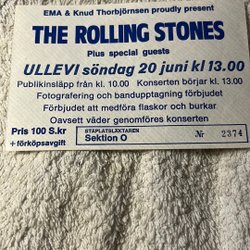 EMA & Knud Thorbjörnsen proudly present
THE ROLLING STONES
Plus special guests
ULLEVI söndag 20 juni kl 13.00
Publikinsläpp från kl. 10.00 Konserten börjar kl. 13.00
Fotografering och bandupptagning förbjudet
Förbjudet att medföra flaskor och burkar
Oavsett väder genomföres konserten
Pris 100 S.kr
+ förköpsavgift
STÅPLATSLÄKTAREN
Sektion O
Nr 2374